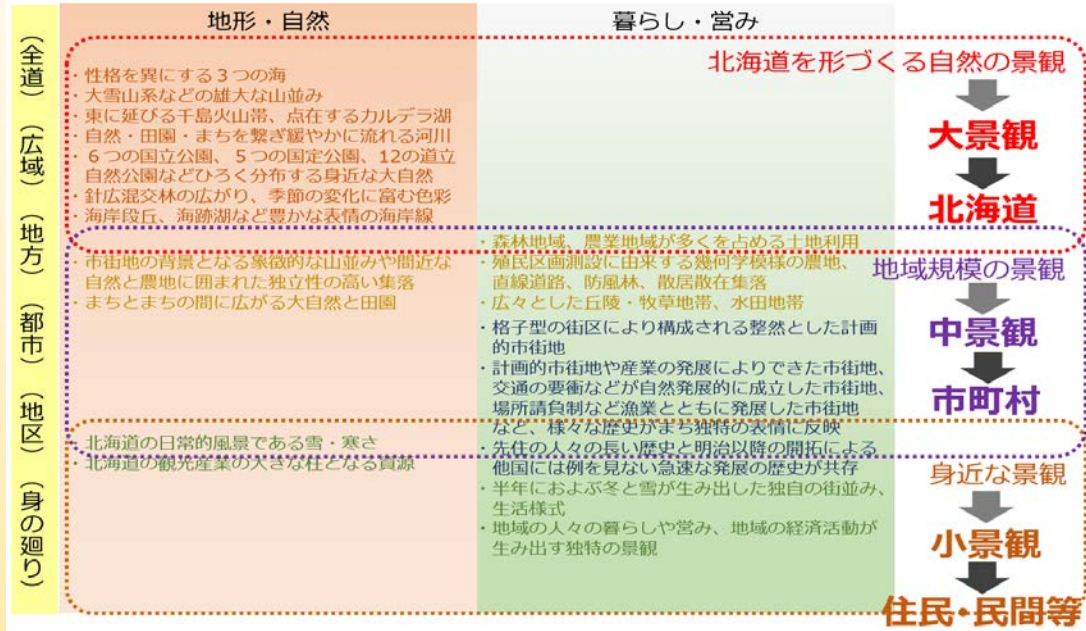 地形・自然
暮らし・営み
(全道)
(広域)
(地方)
(都市)
(地区)
(身の廻り)
・性格を異にする３つの海
・大雪山系などの雄大な山並み
・東に延びる千島火山帯、点在するカルデラ湖
・自然・田園・まちを繋ぎ緩やかに流れる河川
・６つの国立公園、５つの国定公園、12の道立
自然公園などひろく分布する身近な大自然
・針広混交林の広がり、季節の変化に富む色彩
・海岸段丘、海跡湖など豊かな表情の海岸線
・市街地の背景となる象徴的な山並みや間近な
自然と農地に囲まれた独立性の高い集落
・まちとまちの間に広がる大自然と田園
・北海道の日常的風景である雪・寒さ
・北海道の観光産業の大きな柱となる資源
・森林地域、農業地域が多くを占める土地利用
・殖民区画測設に由来する幾何学模様の農地、
直線道路、防風林、散居散在集落
・広々とした丘陵・牧草地帯、水田地帯
・格子型の街区により構成される整然とした計画
的市街地
・計画的市街地や産業の発展によりできた市街地、
交通の要衝などが自然発展的に成立した市街地、
場所請負制など漁業とともに発展した市街地
など、様々な歴史がまち独特の表情に反映
・先住の人々の長い歴史と明治以降の開拓による
他国には例を見ない急速な発展の歴史が共存
・半年におよぶ冬と雪が生み出した独自の街並み、
生活様式
・地域の人々の暮らしや営み、地域の経済活動が
生み出す独特の景観
北海道を形づくる自然の景観
大景観
北海道
地域規模の景観
中景観
市町村
身近な景観
小景観
住民・民間等